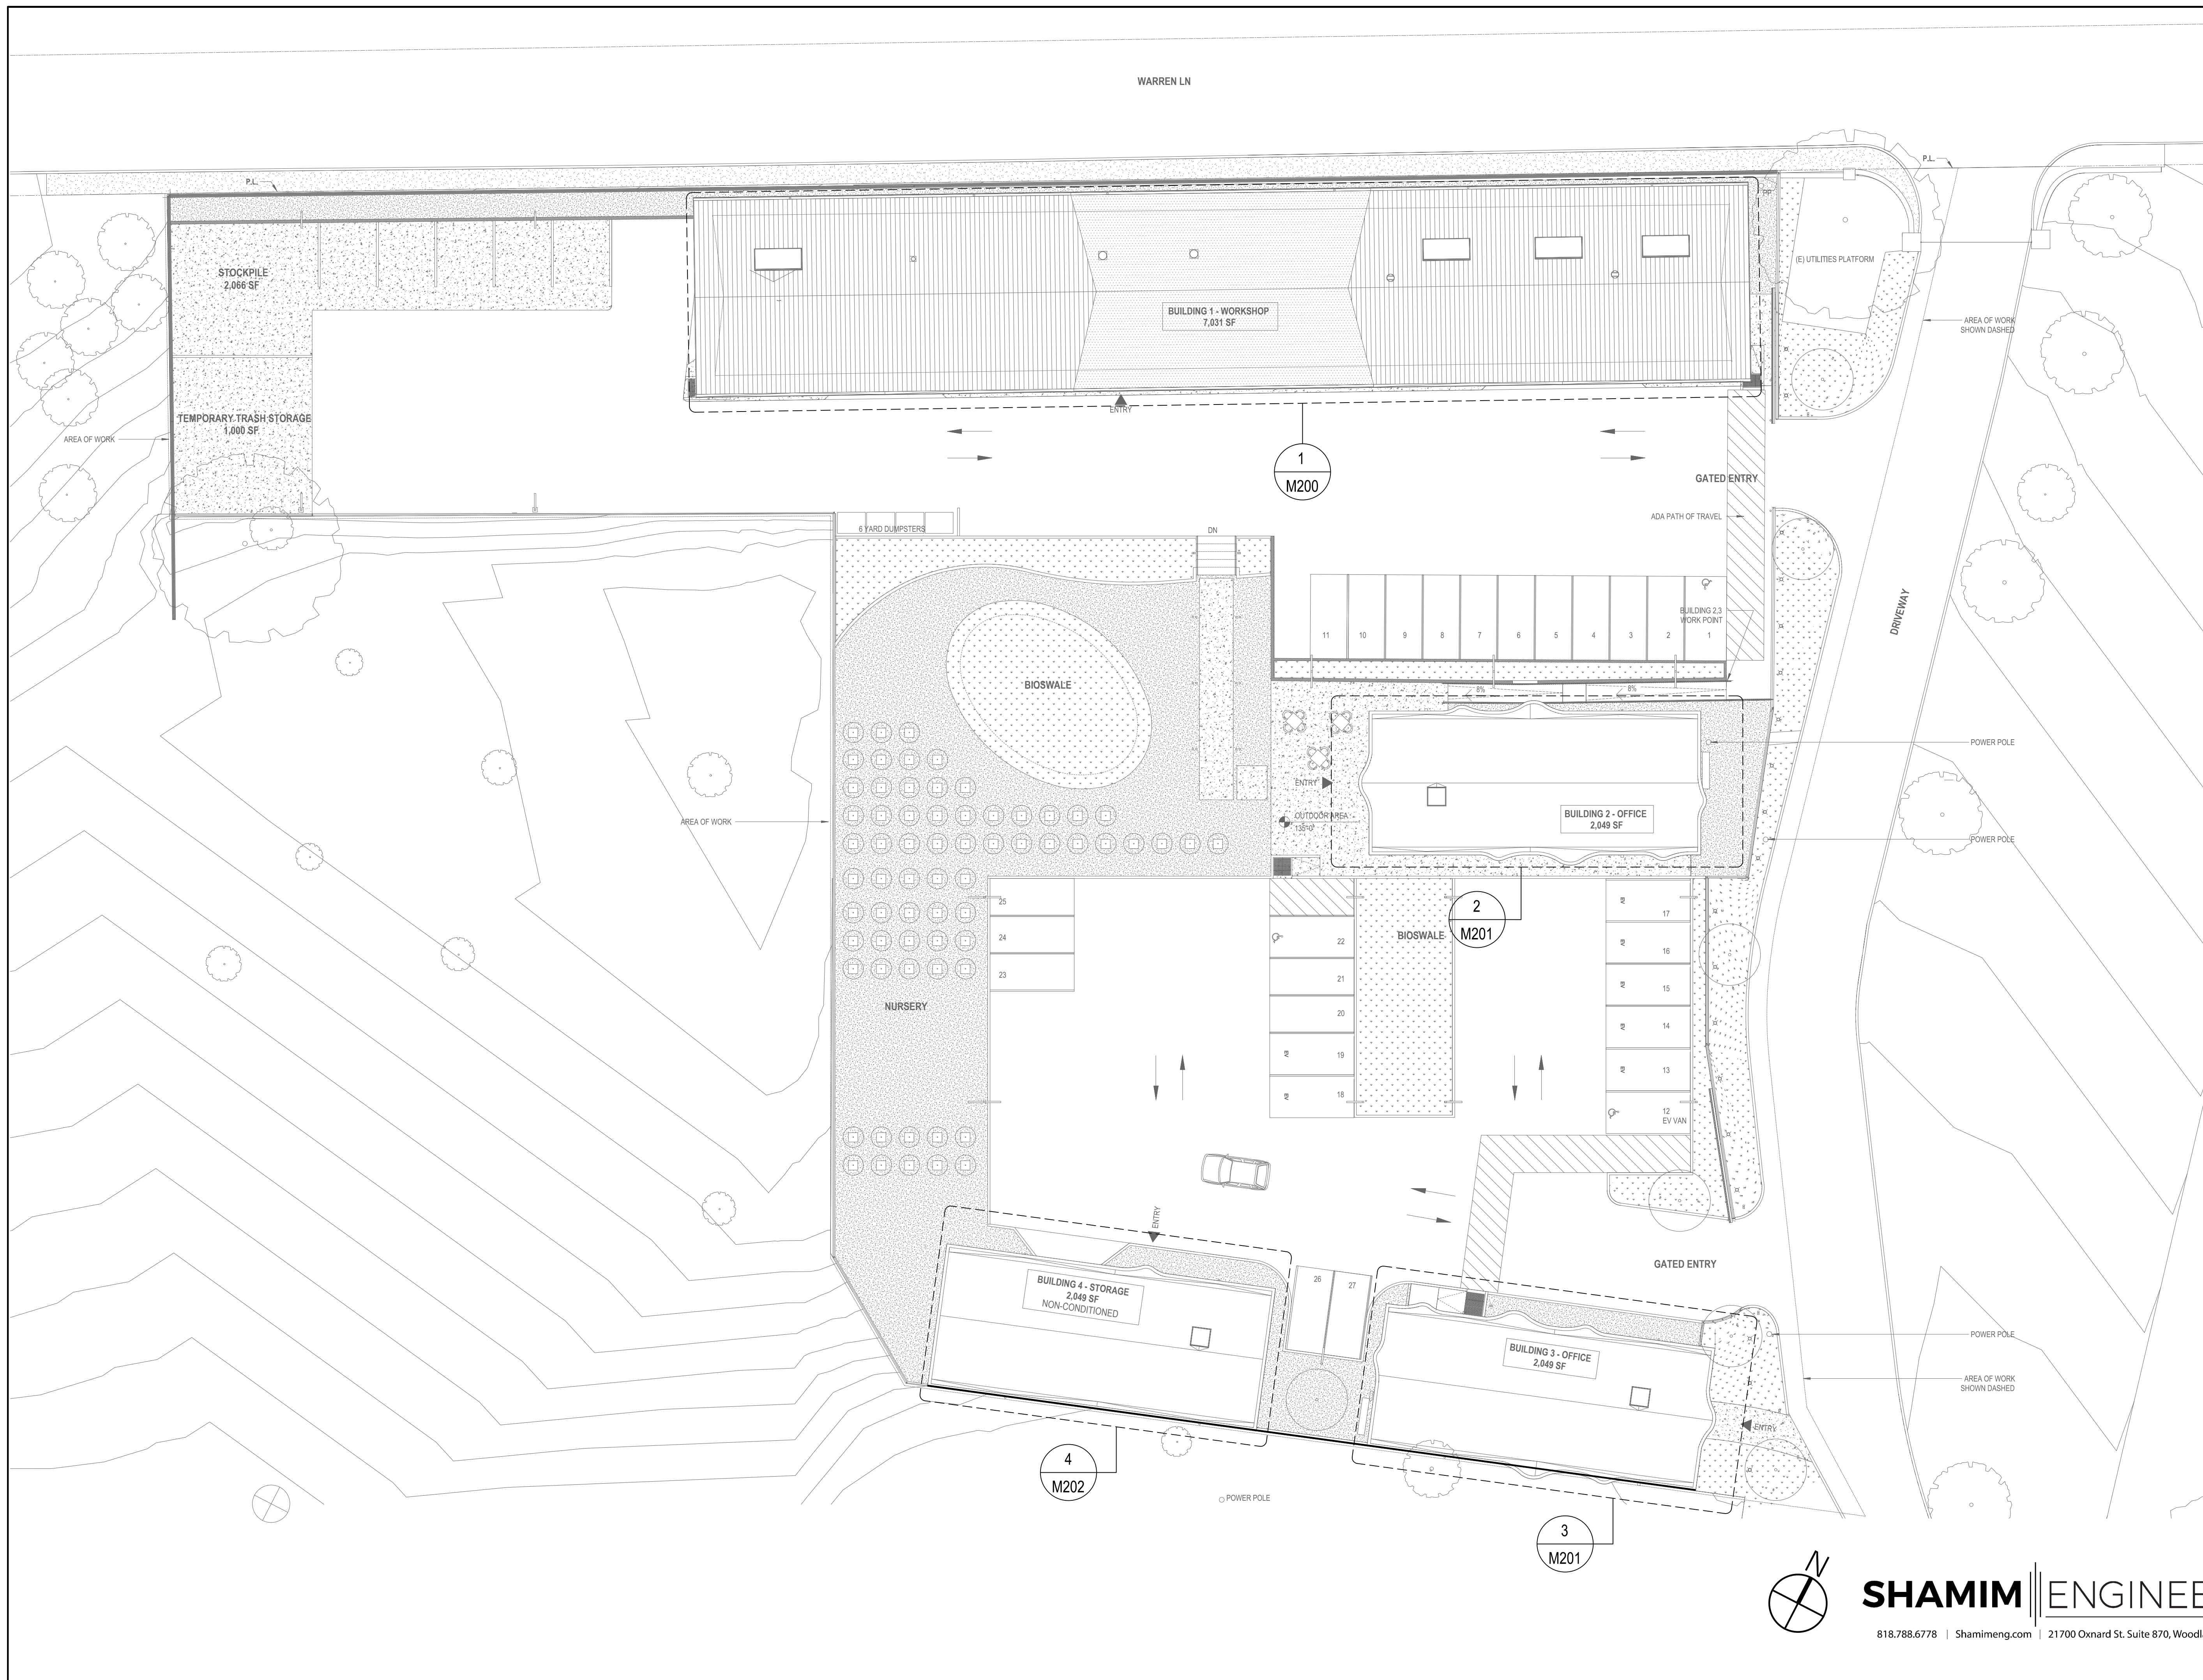 WARREN LN
P.L.
P.L.
PP
STOCKPILE
2,066 SF
(E) UTILITIES PLATFORM
BUILDING 1 - WORKSHOP
7,031 SF
AREA OF WORK
SHOWN DASHED
TEMPORARY TRASH STORAGE
1,000 SF
ENTRY
AREA OF WORK
1
M200
GATED ENTRY
ADA PATH OF TRAVEL
6 YARD DUMPSTERS
DN
DRIVEWAY
BUILDING 2,3
WORK POINT
11
10
9
8
7
6
5
4
3
2
1
BIOSWALE
8%
8%
POWER POLE
ENTRY
BUILDING 2 - OFFICE
2,049 SF
OUTDOOR AREA
135'-0"
AREA OF WORK
POWER POLE
25
24
23
2
M201
BIOSWALE
22
21
20
19
18
17
16
15
14
13
12
EV VAN
NURSERY
ENTRY
GATED ENTRY
BUILDING 4 - STORAGE
2,049 SF
NON-CONDITIONED
26
27
POWER POLE
BUILDING 3 - OFFICE
2,049 SF
AREA OF WORK
SHOWN DASHED
ENTRY
4
M202
POWER POLE
3
M201
N
SHAMIM ENGINEE
818.788.6778 | Shamimeng.com | 21700 Oxnard St. Suite 870, Woodl